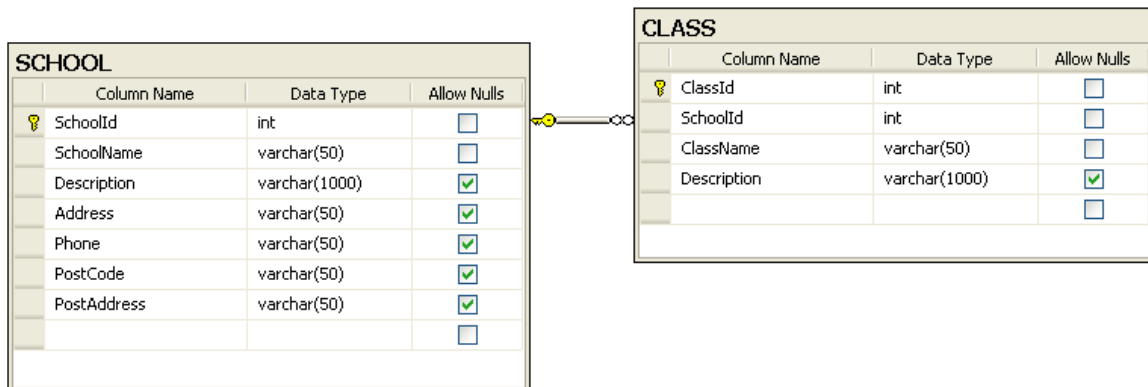 SCHOOL
Column Name Data Type Allow Nulls
SchoolId int
SchoolName varchar(50)
Description varchar(1000)
Address varchar(50)
Phone varchar(50)
PostCode varchar(50)
PostAddress varchar(50)
CLASS
Column Name Data Type Allow Nulls
ClassId int
SchoolId int
ClassName varchar(50)
Description varchar(1000)